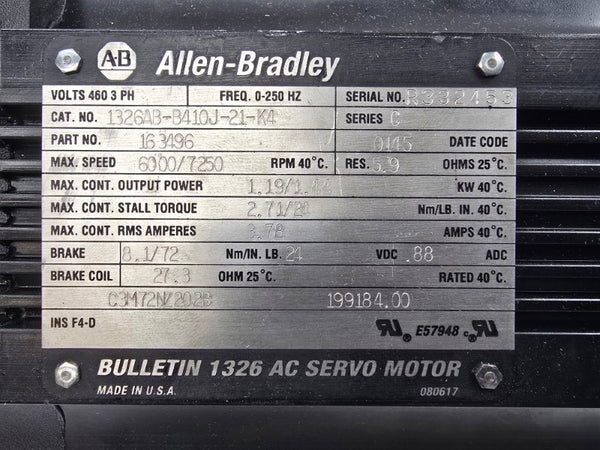 AB Allen-Bradley
VOLTS 460 3 PH FREQ. 0-250 HZ SERIAL NO. R392453
CAT. NO. 1326AB-B410J-21-K4 SERIES C
PART NO. 163496 0145 DATE CODE
MAX. SPEED 6000/7250 RPM 40°C. RES. 5.9 OHMS 25°C.
MAX. CONT. OUTPUT POWER KW 40°C.
MAX. CONT. STALL TORQUE Nm/LB. IN. 40°C.
MAX. CONT. RMS AMPERES 3.78 AMPS 40°C.
BRAKE 8.1/72 Nm/IN. LB. 24 VDC .88 ADC
BRAKE COIL 27.3 OHM 25°C. RATED 40°C.
199184.00
INS F4-D E57948
BULLETIN 1326 AC SERVO MOTOR
MADE IN U.S.A. 080617